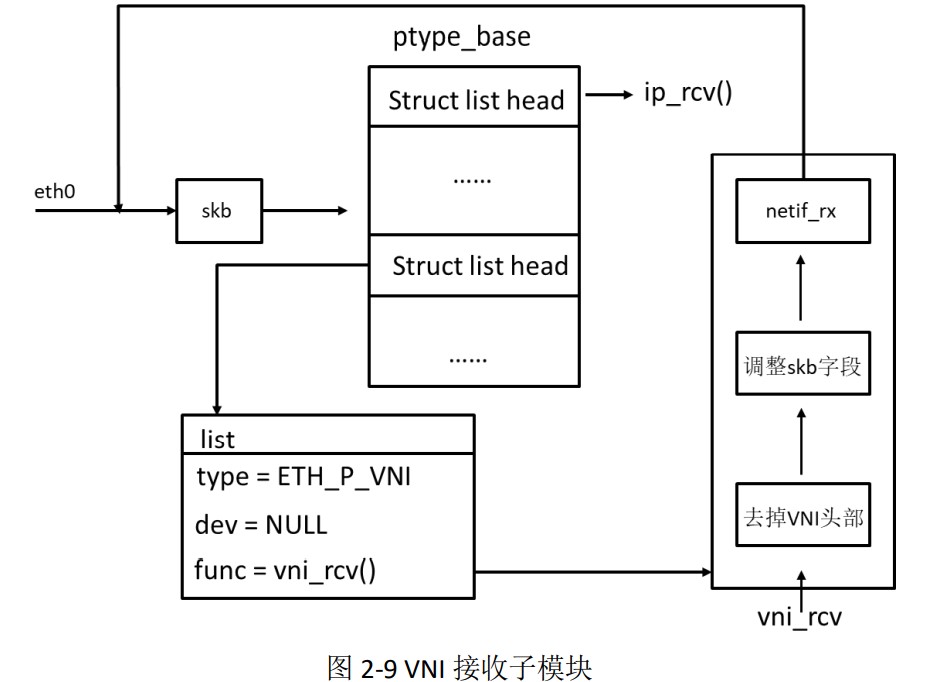 ptype_base
Struct list head
ip_rcv()
......
eth0
skb
netif_rx
Struct list head
调整skb字段
......
list
type = ETH_P_VNI
dev = NULL
func = vni_rcv()
去掉VNI头部
vni_rcv
图 2-9 VNI 接收子模块